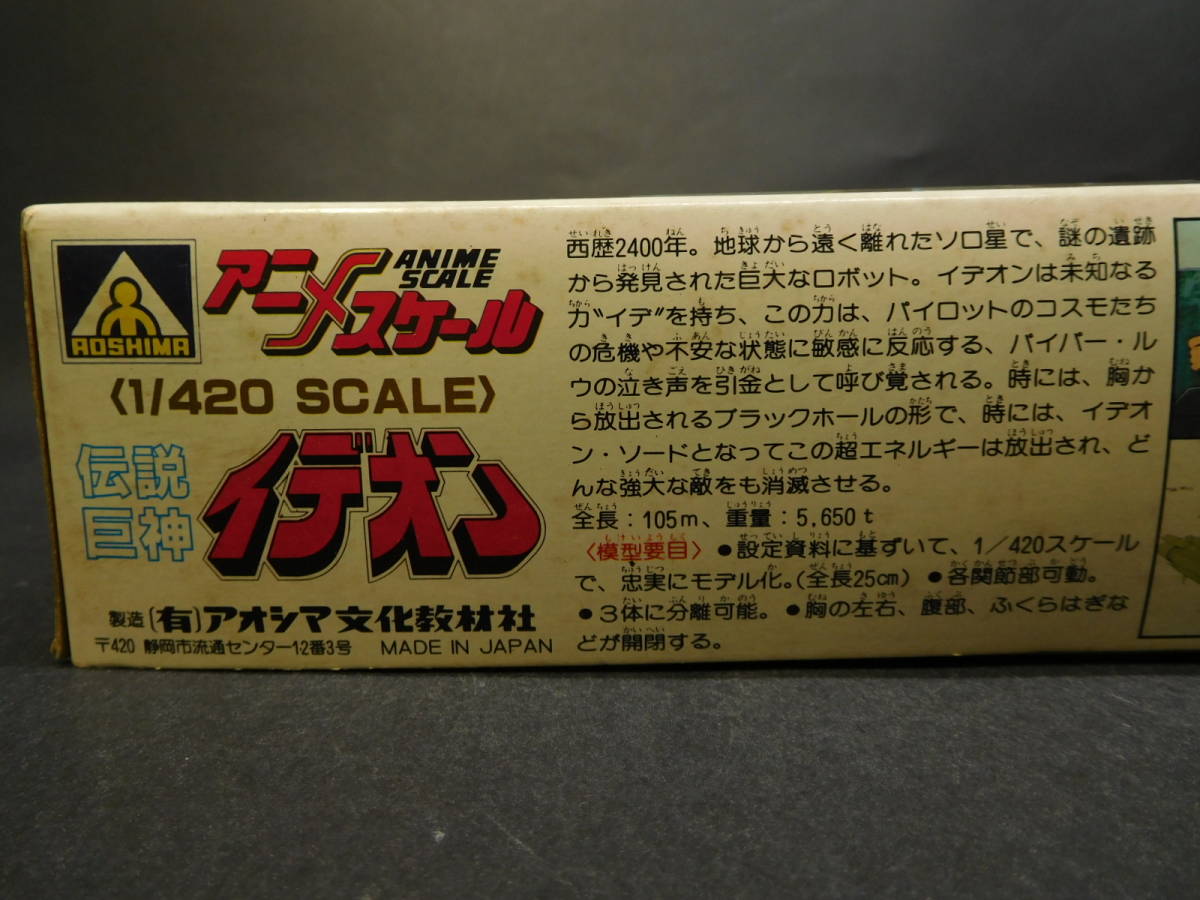 AOSHIMA
アニメスケール
ANIME
SCALE
〈1/420 SCALE〉
伝説
巨神
イデオン
製造 (有)アオシマ文化教材社
〒420 静岡市流通センター12番3号 MADE IN JAPAN
西歴2400年。地球から遠く離れたソロ星で、謎の遺跡
から発見された巨大なロボット。イデオンは未知なる
力"イデ"を持ち、この力は、パイロットのコスモたち
の危機や不安な状態に敏感に反応する、パイパー・ル
ウの泣き声を引金として呼び覚される。時には、胸か
ら放出されるブラックホールの形で、時には、イデオ
ン・ソードとなってこの超エネルギーは放出され、ど
んな強大な敵をも消滅させる。
全長：105m、重量：5,650t
〈模型要目〉●設定資料に基ずいて、1/420スケール
で、忠実にモデル化。(全長25cm) ●各関節部可動。
●3体に分離可能。●胸の左右、腹部、ふくらはぎな
どが開閉する。